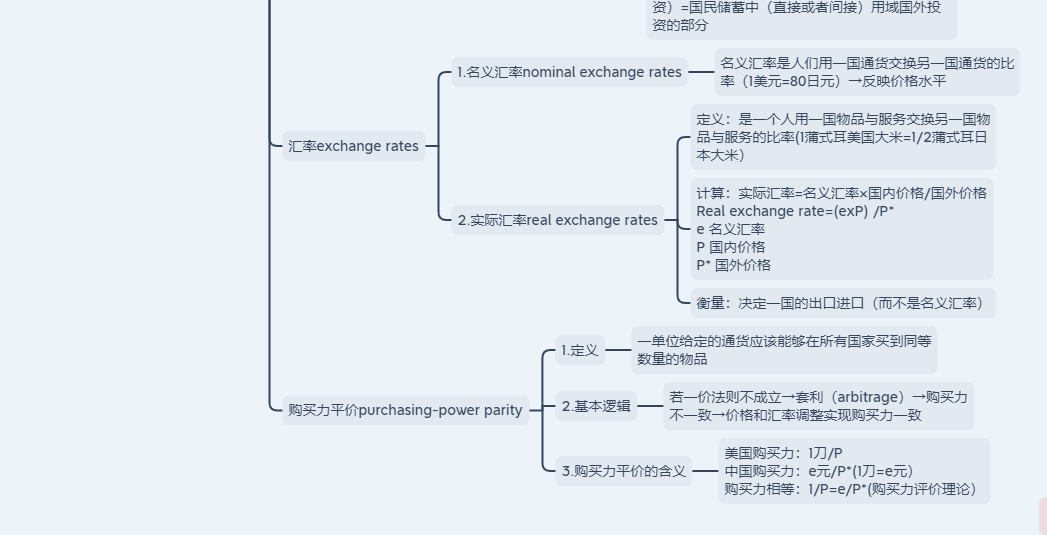 资）=国民储蓄中（直接或者间接）用域国外投
资的部分
1.名义汇率nominal exchange rates
名义汇率是人们用一国通货交换另一国通货的比
率（1美元=80日元）→反映价格水平
汇率exchange rates
2.实际汇率real exchange rates
定义：是一个人用一国物品与服务交换另一国物
品与服务的比率(1蒲式耳美国大米=1/2蒲式耳日
本大米）
计算：实际汇率=名义汇率×国内价格/国外价格
Real exchange rate=(exP) /P*
e 名义汇率
P 国内价格
P* 国外价格
衡量：决定一国的出口进口（而不是名义汇率）
购买力平价purchasing-power parity
1.定义
一单位给定的通货应该能够在所有国家买到同等
数量的物品
2.基本逻辑
若一价法则不成立→套利（arbitrage）→购买力
不一致→价格和汇率调整实现购买力一致
3.购买力平价的含义
美国购买力：1刀/P
中国购买力：e元/P*(1刀=e元）
购买力相等：1/P=e/P*(购买力评价理论）